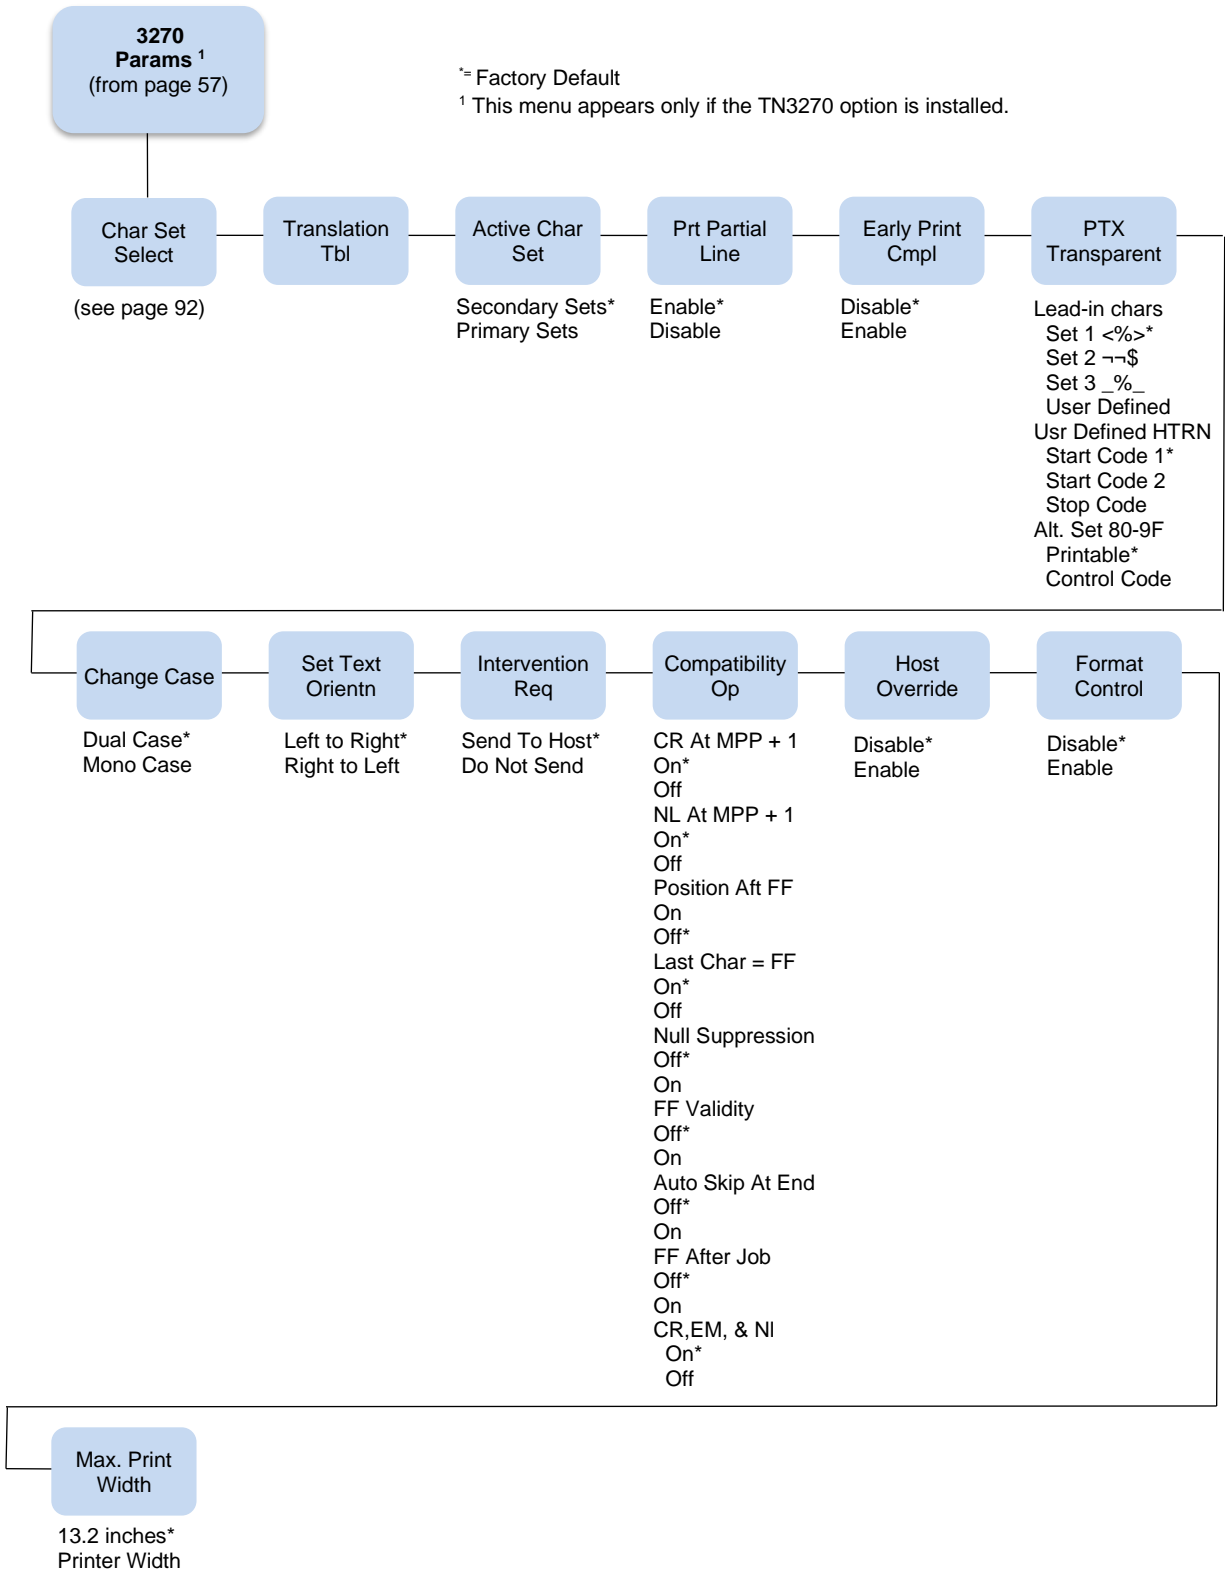 3270
Params ¹
(from page 57)
*= Factory Default
¹ This menu appears only if the TN3270 option is installed.
Char Set
Select
(see page 92)
Translation
Tbl
Active Char
Set
Secondary Sets*
Primary Sets
Prt Partial
Line
Enable*
Disable
Early Print
Cmpl
Disable*
Enable
PTX
Transparent
Lead-in chars
Set 1 <%>*
Set 2 ¬¬$
Set 3 _%_
User Defined
Usr Defined HTRN
Start Code 1*
Start Code 2
Stop Code
Alt. Set 80-9F
Printable*
Control Code
Change Case
Dual Case*
Mono Case
Set Text
Orientn
Left to Right*
Right to Left
Intervention
Req
Send To Host*
Do Not Send
Compatibility
Op
CR At MPP + 1
On*
Off
NL At MPP + 1
On*
Off
Position Aft FF
On
Off*
Last Char = FF
On*
Off
Null Suppression
Off*
On
FF Validity
Off*
On
Auto Skip At End
Off*
On
FF After Job
Off*
On
CR,EM, & Nl
On*
Off
Host
Override
Disable*
Enable
Format
Control
Disable*
Enable
Max. Print
Width
13.2 inches*
Printer Width